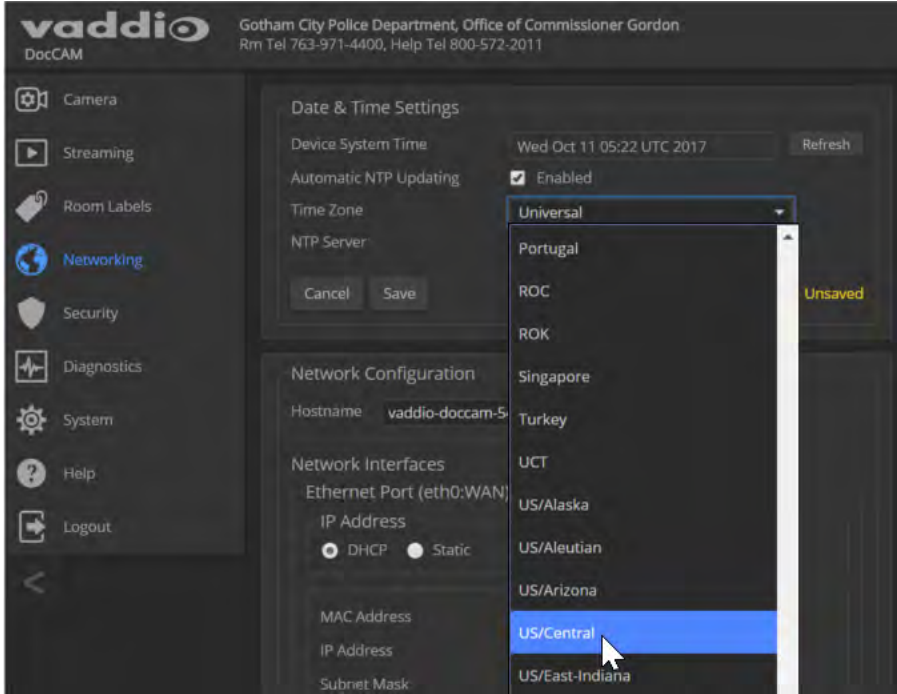 vaddio
DocCAM
Gotham City Police Department, Office of Commissioner Gordon
Rm Tel 763-971-4400, Help Tel 800-572-2011
Camera
Streaming
Room Labels
Networking
Security
Diagnostics
System
Help
Logout
<
Date & Time Settings
Device System Time Wed Oct 11 05:22 UTC 2017 Refresh
Automatic NTP Updating Enabled
Time Zone Universal
NTP Server
Cancel Save Unsaved
Portugal
ROC
ROK
Singapore
Turkey
UCT
US/Alaska
US/Aleutian
US/Arizona
US/Central
US/East-Indiana
Network Configuration
Hostname vaddio-doccam-5
Network Interfaces
Ethernet Port (eth0:WAN)
IP Address
DHCP Static
MAC Address
IP Address
Subnet Mask